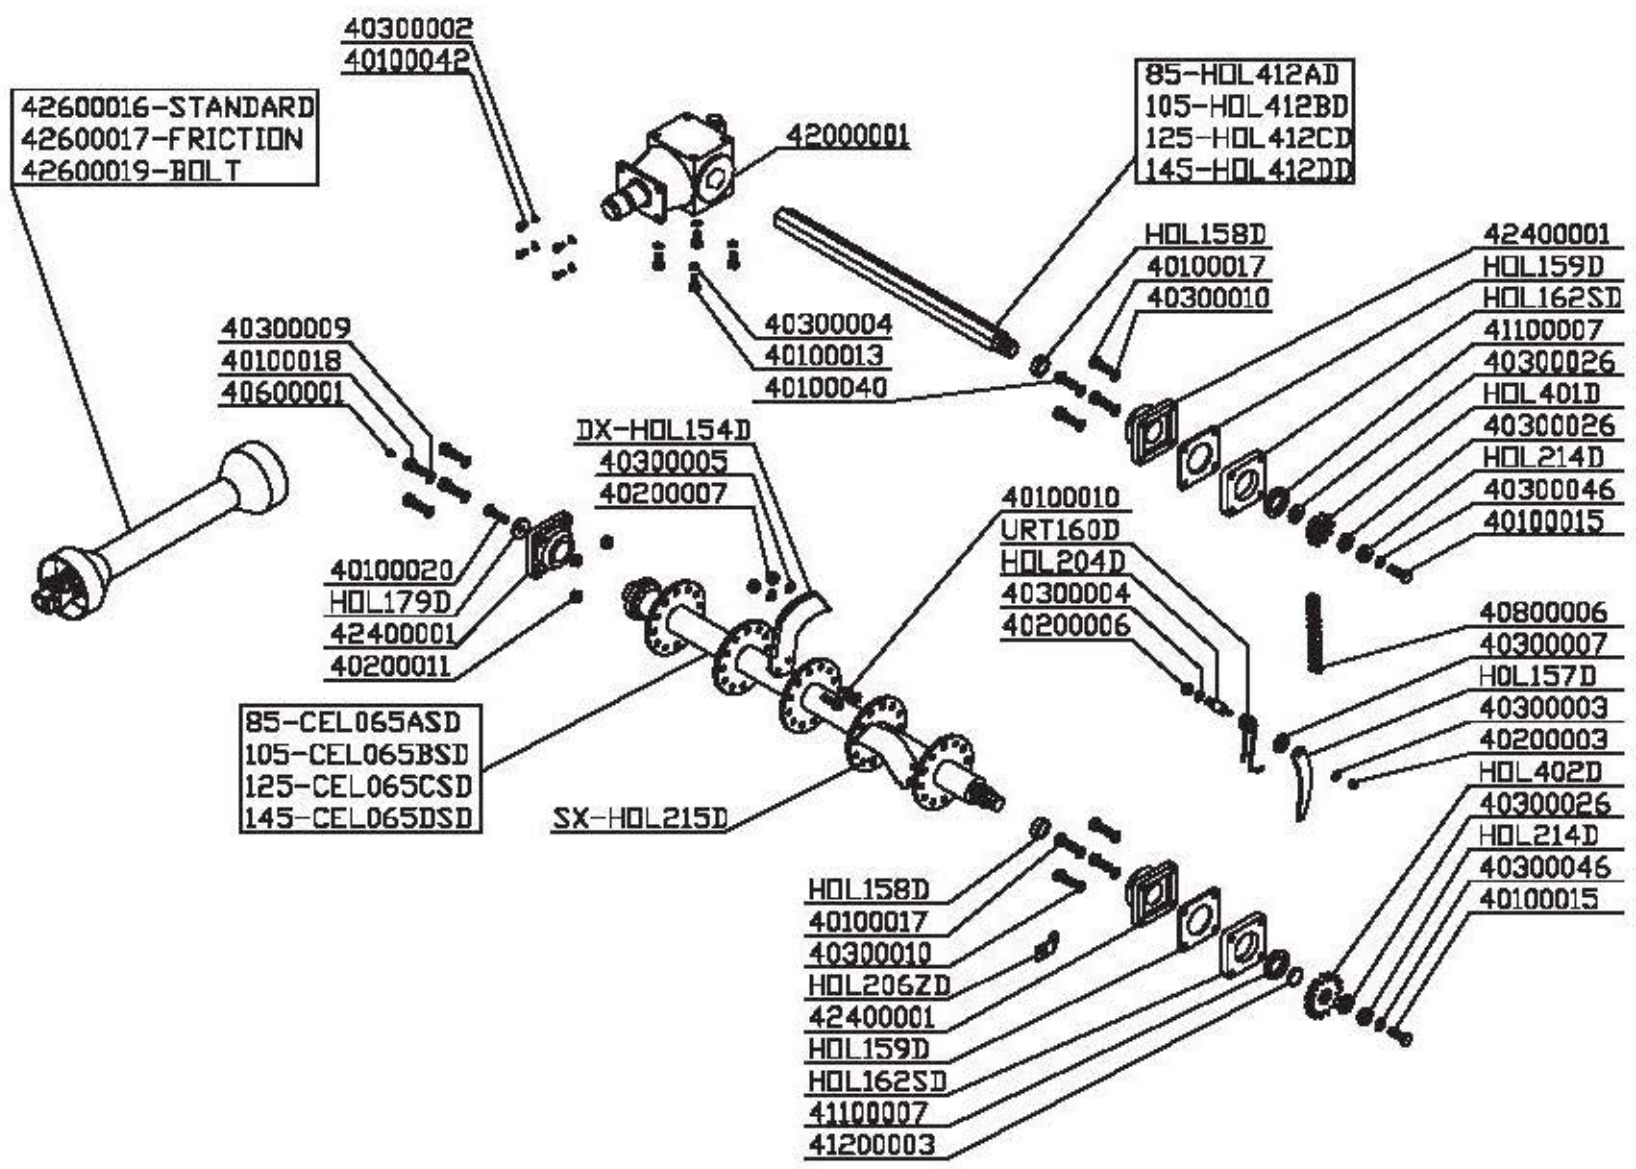 40300002
40100042
42600016-STANDARD
42600017-FRICTION
42600019-BOLT
42000001
85-HOL412AD
105-HOL412BD
125-HOL412CD
145-HOL412DD
HOL158D
40100017
40300010
42400001
HOL159D
HOL162SD
41100007
40300026
HOL401D
40300026
HOL214D
40300046
40100015
40300004
40100013
40100040
40300009
40100018
40600001
DX-HOL154D
40300005
40200007
40100010
URT160D
HOL204D
40300004
40200006
40100020
HOL179D
42400001
40200011
40800006
40300007
HOL157D
40300003
40200003
HOL402D
40300026
HOL214D
40300046
40100015
85-CEL065ASD
105-CEL065BSD
125-CEL065CSD
145-CEL065DSD
SX-HOL215D
HOL158D
40100017
40300010
HOL206ZD
42400001
HOL159D
HOL162SD
41100007
41200003